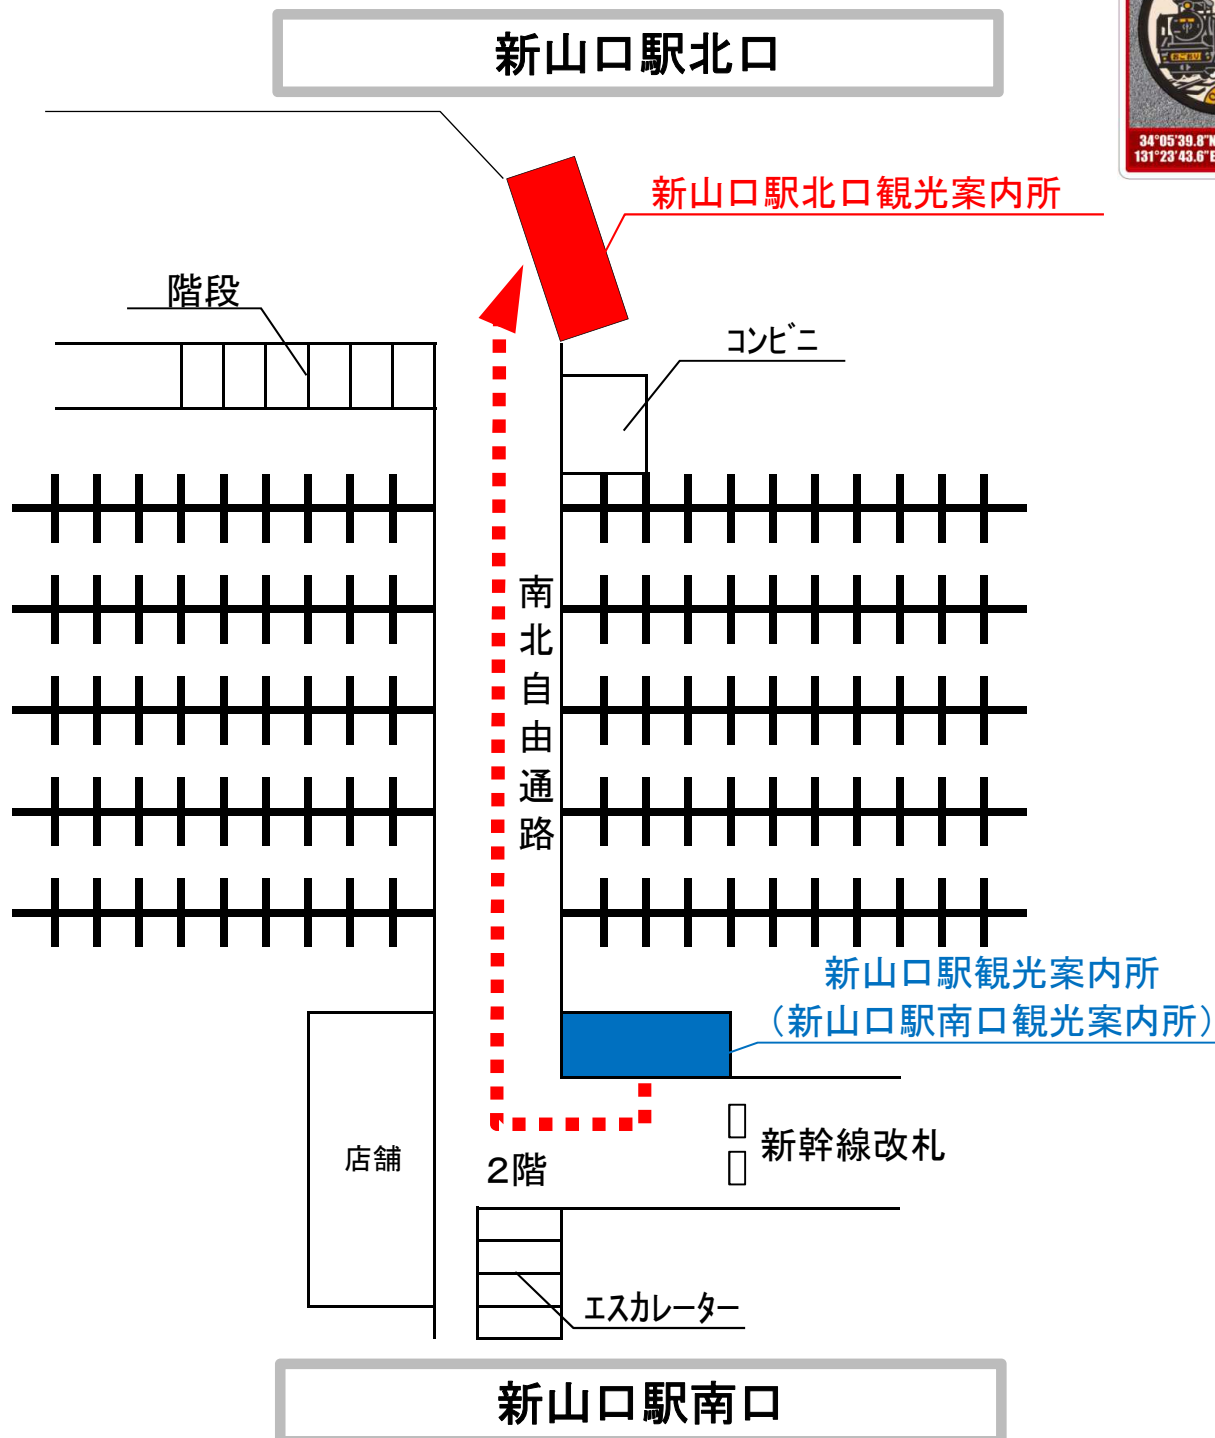 新山口駅北口
34°05'39.8"N
131°23'43.6"E
新山口駅北口観光案内所
階段
コンビニ
南北自由通路
新山口駅観光案内所
（新山口駅南口観光案内所）
新幹線改札
店舗
2階
エスカレーター
新山口駅南口